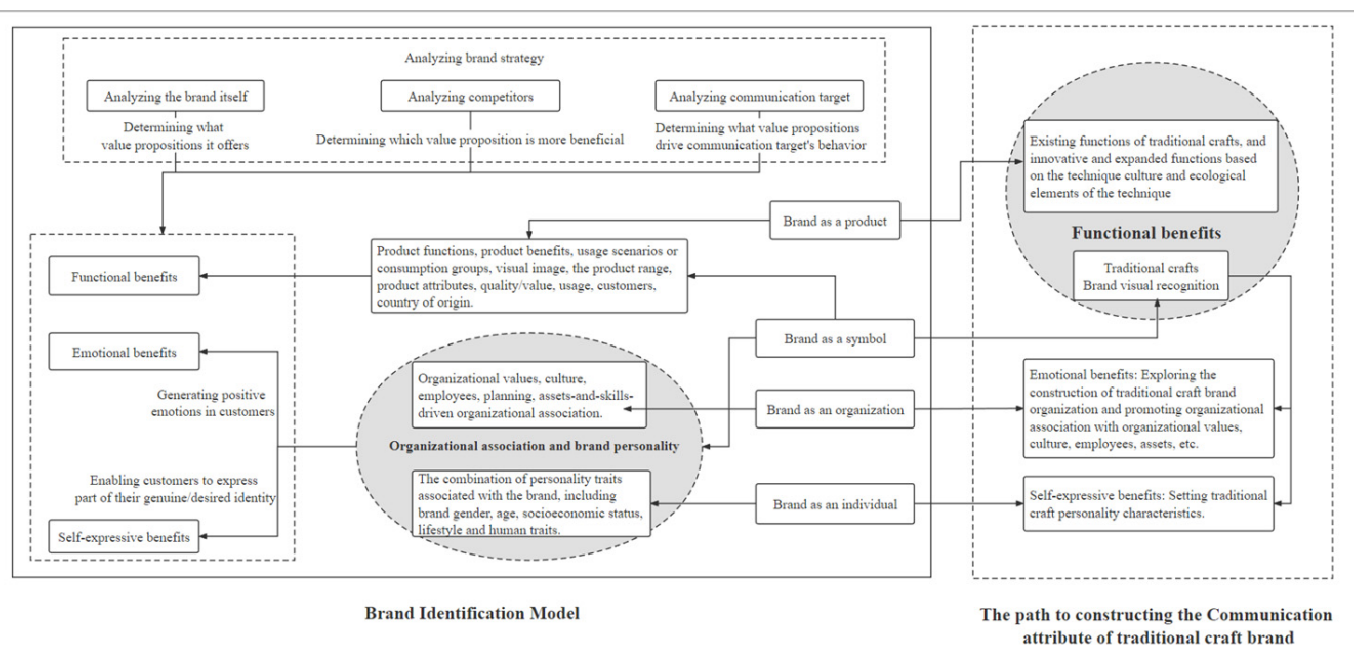 Analyzing brand strategy
Analyzing the brand itself
Analyzing competitors
Analyzing communication target
Determining what
value propositions it offers
Determining which value proposition is more beneficial
Determining what value propositions
drive communication target's behavior
Functional benefits
Emotional benefits
Generating positive
emotions in customers
Enabling customers to express
part of their genuine/desired identity
Self-expressive benefits
Product functions, product benefits, usage scenarios or
consumption groups, visual image, the product range,
product attributes, quality/value, usage, customers,
country of origin.
Organizational values, culture,
employees, planning, assets-and-skills-
driven organizational association.
Organizational association and brand personality
The combination of personality traits
associated with the brand, including
brand gender, age, socioeconomic status,
lifestyle and human traits.
Brand as a product
Brand as a symbol
Brand as an organization
Brand as an individual
Brand Identification Model
Existing functions of traditional crafts, and
innovative and expanded functions based
on the technique culture and ecological
elements of the technique
Functional benefits
Traditional crafts
Brand visual recognition
Emotional benefits: Exploring the
construction of traditional craft brand
organization and promoting organizational
association with organizational values,
culture, employees, assets, etc.
Self-expressive benefits: Setting traditional
craft personality characteristics.
The path to constructing the Communication
attribute of traditional craft brand